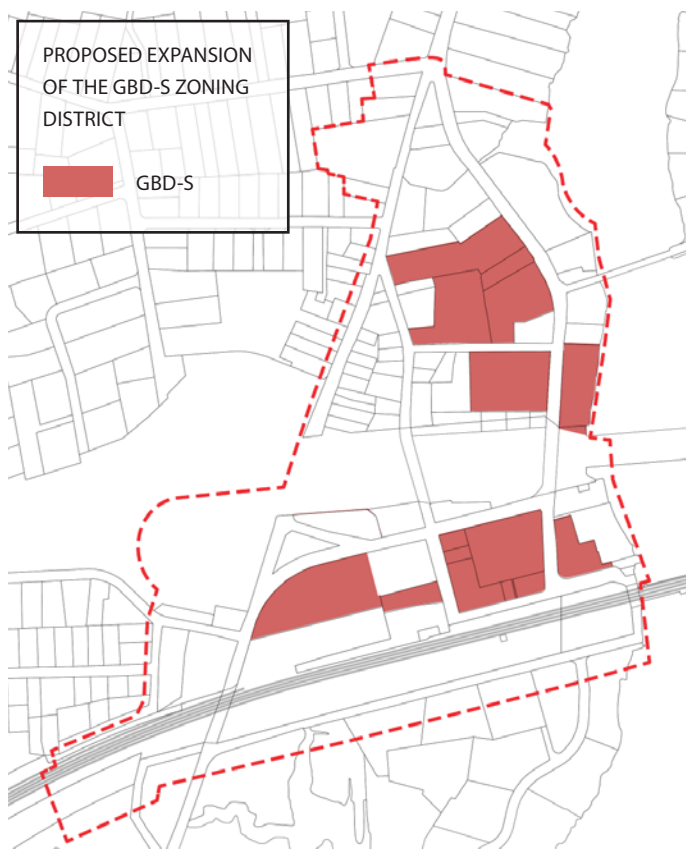 PROPOSED EXPANSION
OF THE GBD-S ZONING
DISTRICT
GBD-S